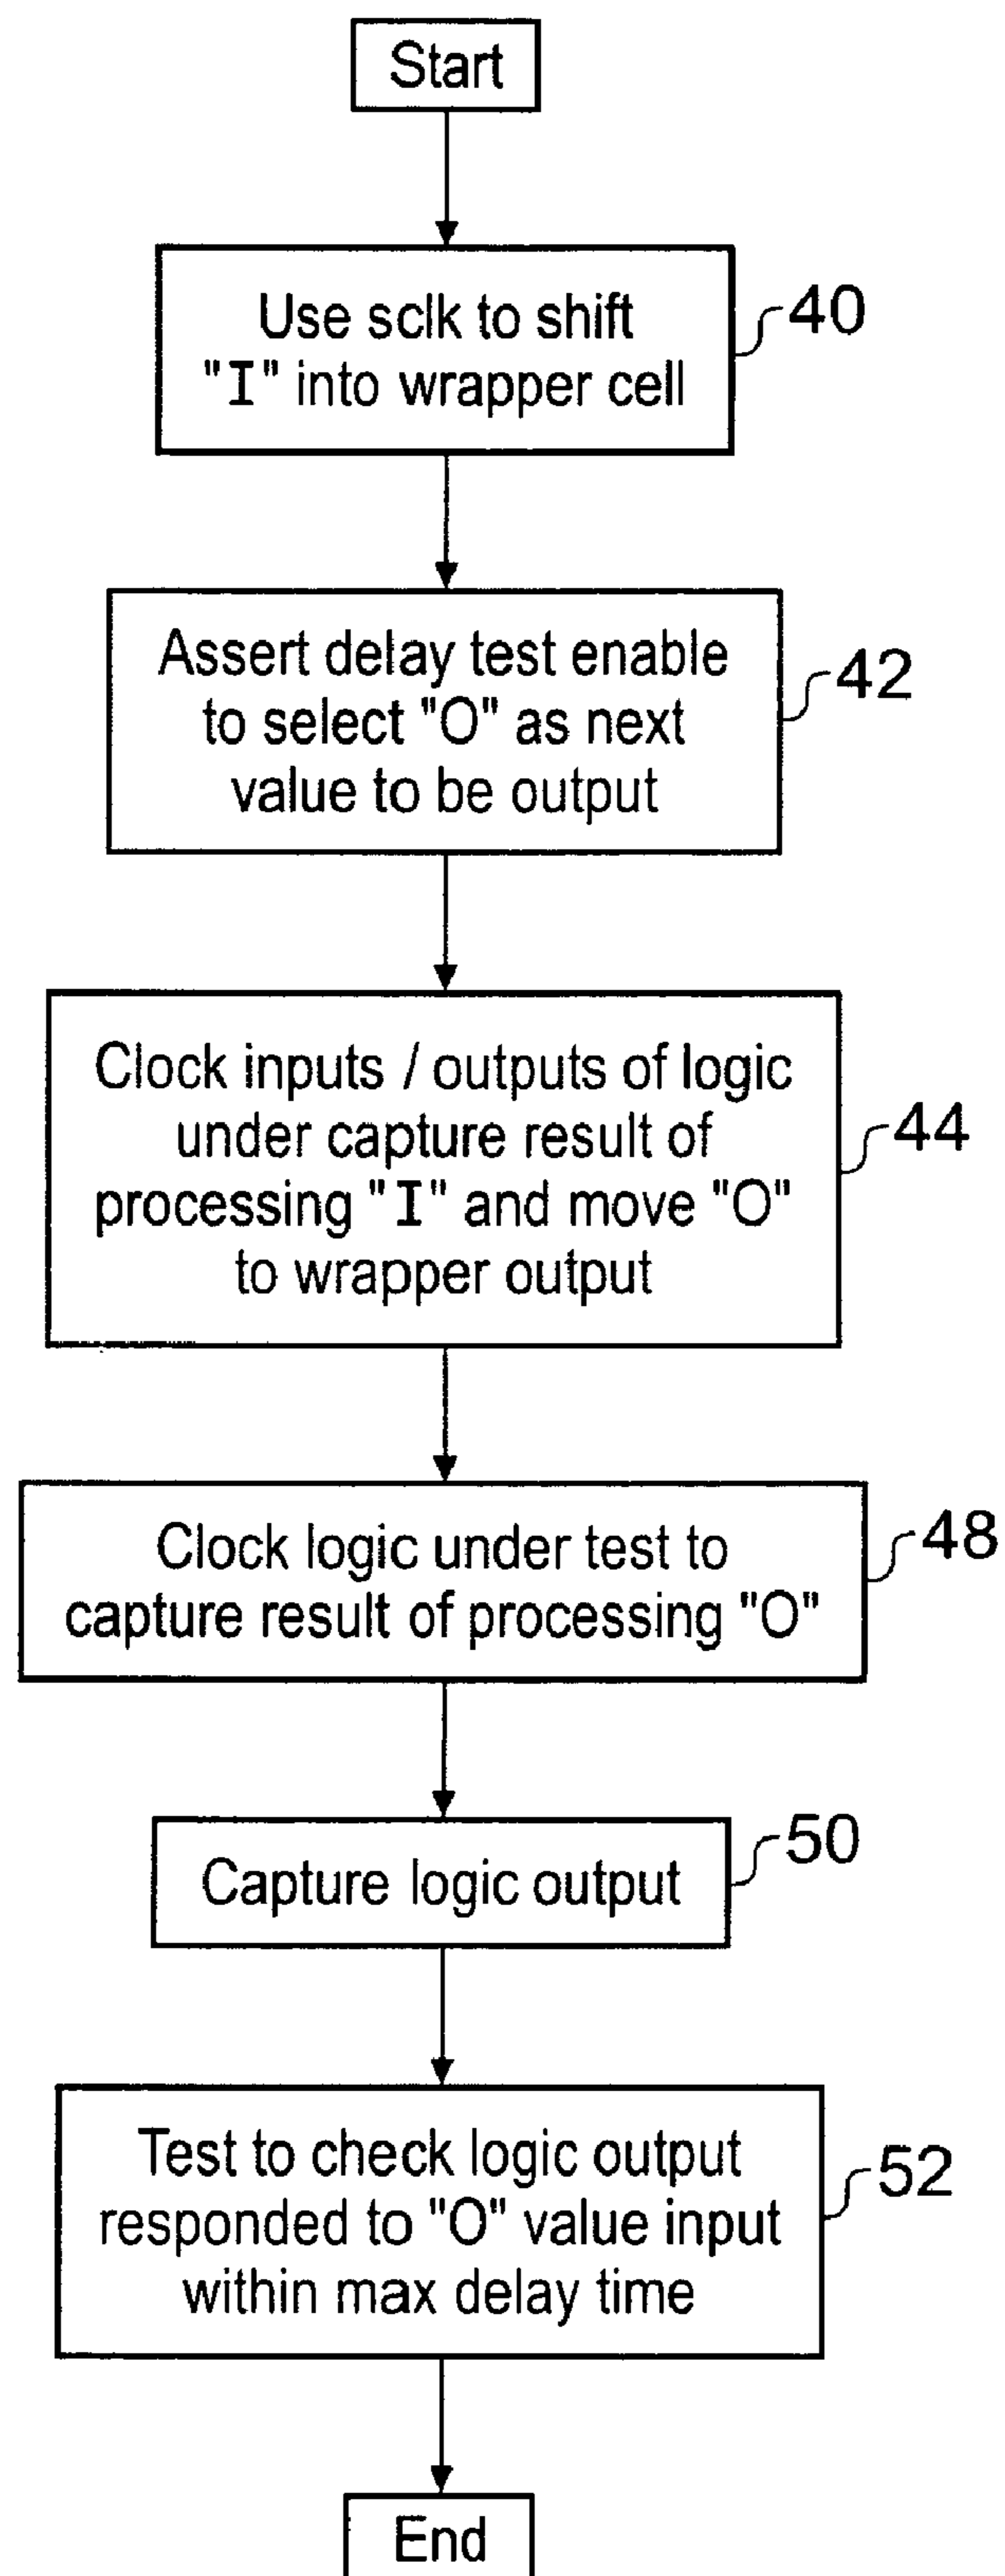 Start
Use sclk to shift
"I" into wrapper cell
40
Assert delay test enable
to select "O" as next
value to be output
42
Clock inputs / outputs of logic
under capture result of
processing "I" and move "O"
to wrapper output
44
Clock logic under test to
capture result of processing "O"
48
Capture logic output
50
Test to check logic output
responded to "O" value input
within max delay time
52
End